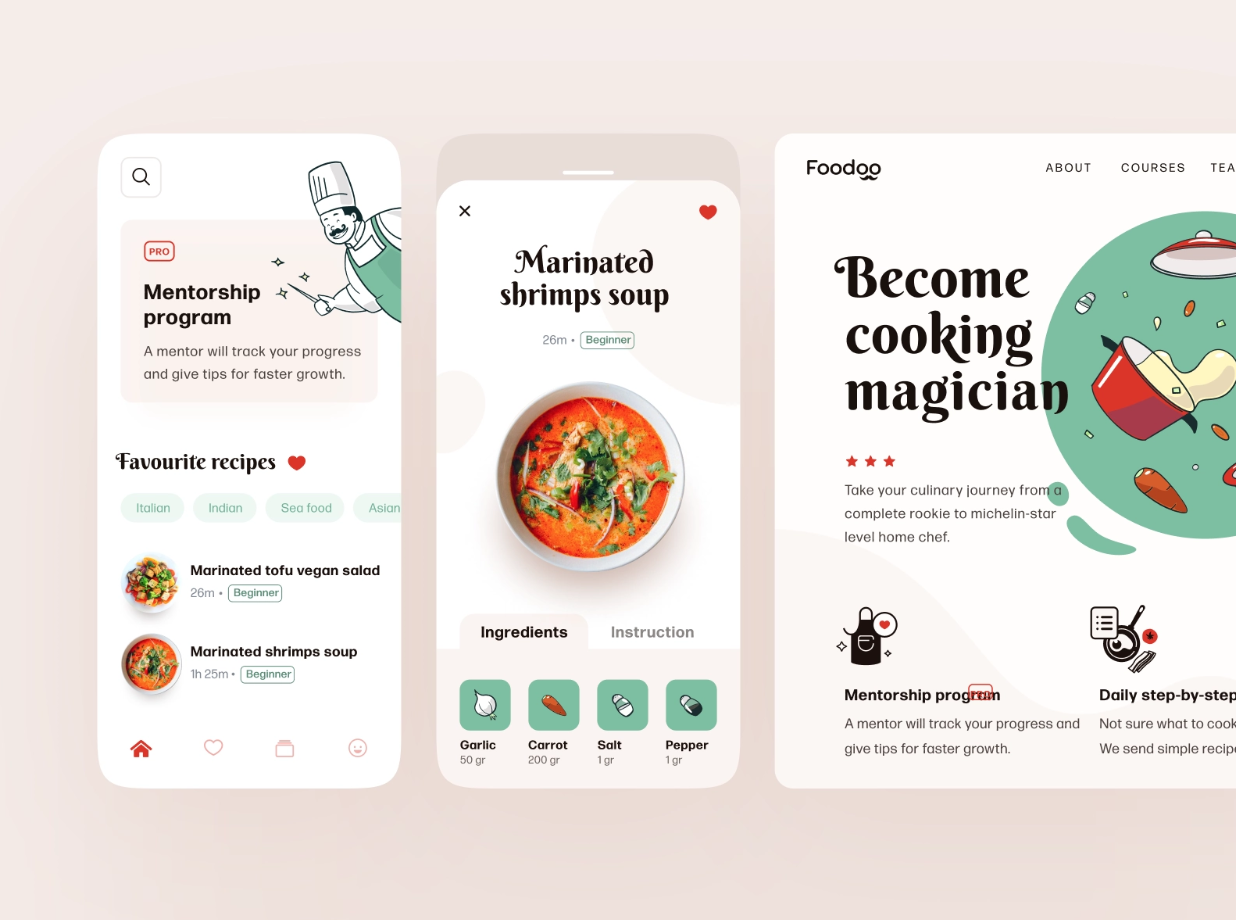 PRO
Mentorship
program
A mentor will track your progress
and give tips for faster growth.
Favourite recipes
Italian Indian Sea food Asian
Marinated tofu vegan salad
26m • Beginner
Marinated shrimps soup
1h 25m • Beginner
Marinated
shrimps soup
26m • Beginner
Ingredients Instruction
Garlic Carrot Salt Pepper
50 gr 200 gr 1 gr 1 gr
Foodoo
ABOUT COURSES TEA
Become
cooking
magician
Take your culinary journey from a
complete rookie to michelin-star
level home chef.
Mentorship program PRO
A mentor will track your progress and
give tips for faster growth.
Daily step-by-step
Not sure what to cook
We send simple recipe